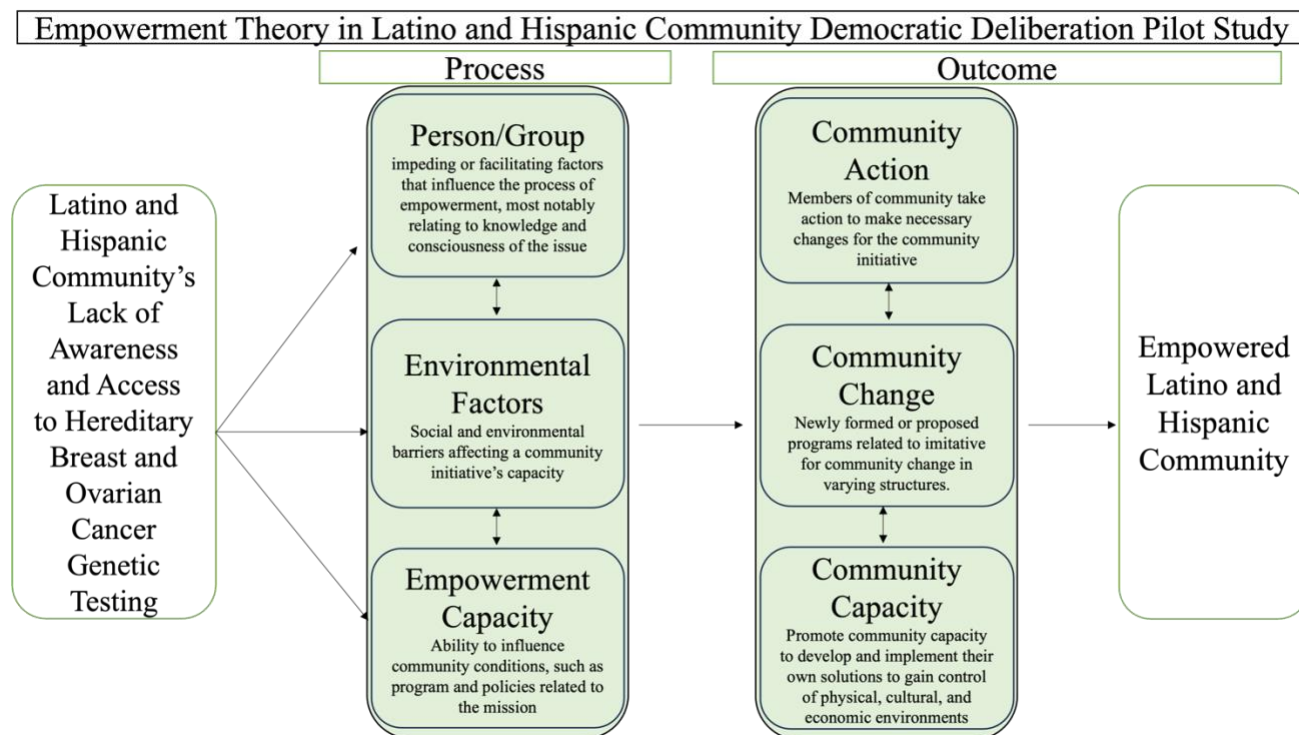 Empowerment Theory in Latino and Hispanic Community Democratic Deliberation Pilot Study
Process
Outcome
Latino and
Hispanic
Community’s
Lack of
Awareness
and Access
to Hereditary
Breast and
Ovarian
Cancer
Genetic
Testing
Person/Group
impeding or facilitating factors
that influence the process of
empowerment, most notably
relating to knowledge and
consciousness of the issue
Environmental
Factors
Social and environmental
barriers affecting a community
initiative’s capacity
Empowerment
Capacity
Ability to influence
community conditions, such as
program and policies related to
the mission
Community
Action
Members of community take
action to make necessary
changes for the community
initiative
Community
Change
Newly formed or proposed
programs related to imitative
for community change in
varying structures.
Community
Capacity
Promote community capacity
to develop and implement their
own solutions to gain control
of physical, cultural, and
economic environments
Empowered
Latino and
Hispanic
Community